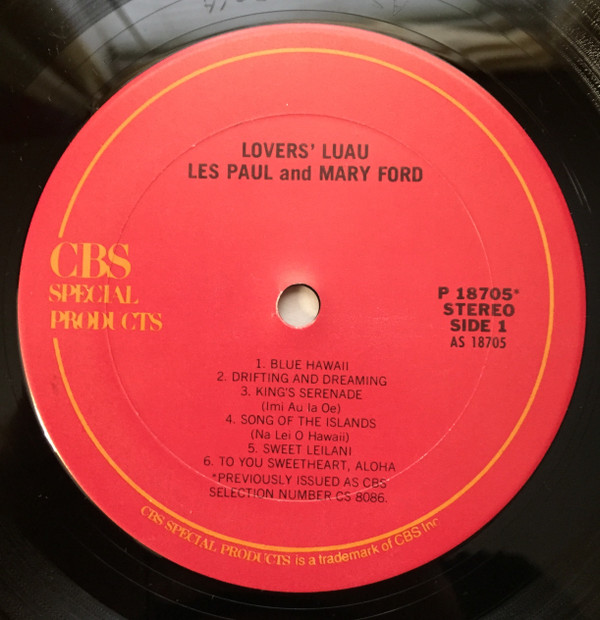 LOVERS' LUAU
LES PAUL and MARY FORD
CBS
SPECIAL
PRODUCTS
P 18705*
STEREO
SIDE 1
AS 18705
1. BLUE HAWAII
2. DRIFTING AND DREAMING
3. KING'S SERENADE
(Imi Au Ia Oe)
4. SONG OF THE ISLANDS
(Na Lei O Hawaii)
5. SWEET LEILANI
6. TO YOU SWEETHEART, ALOHA
*PREVIOUSLY ISSUED AS CBS
SELECTION NUMBER CS 8086.
CBS SPECIAL PRODUCTS is a trademark of CBS Inc